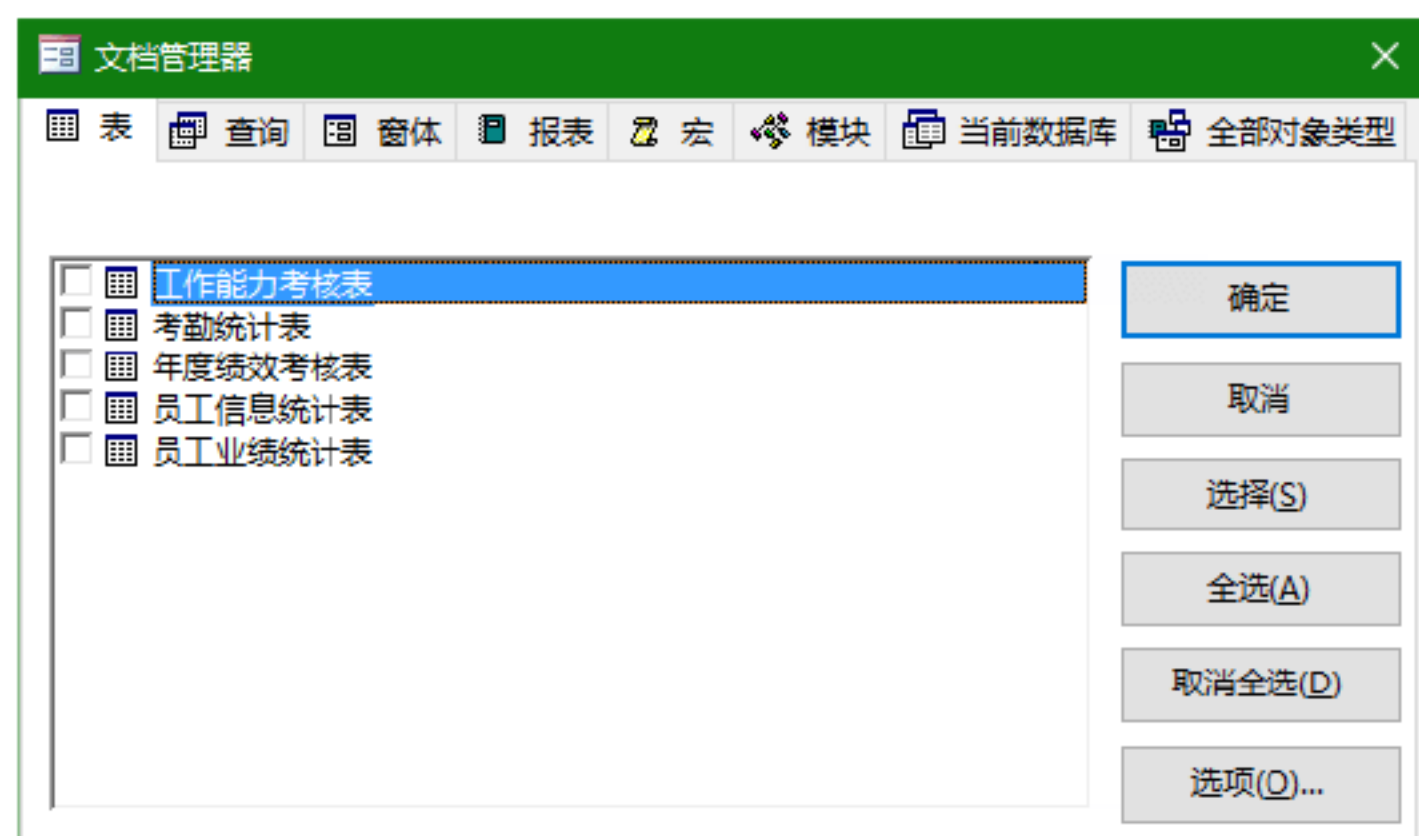 文档管理器
表 查询 窗体 报表 宏 模块 当前数据库 全部对象类型
工作能力考核表
考勤统计表
年度绩效考核表
员工信息统计表
员工业绩统计表
确定
取消
选择(S)
全选(A)
取消全选(D)
选项(O)...